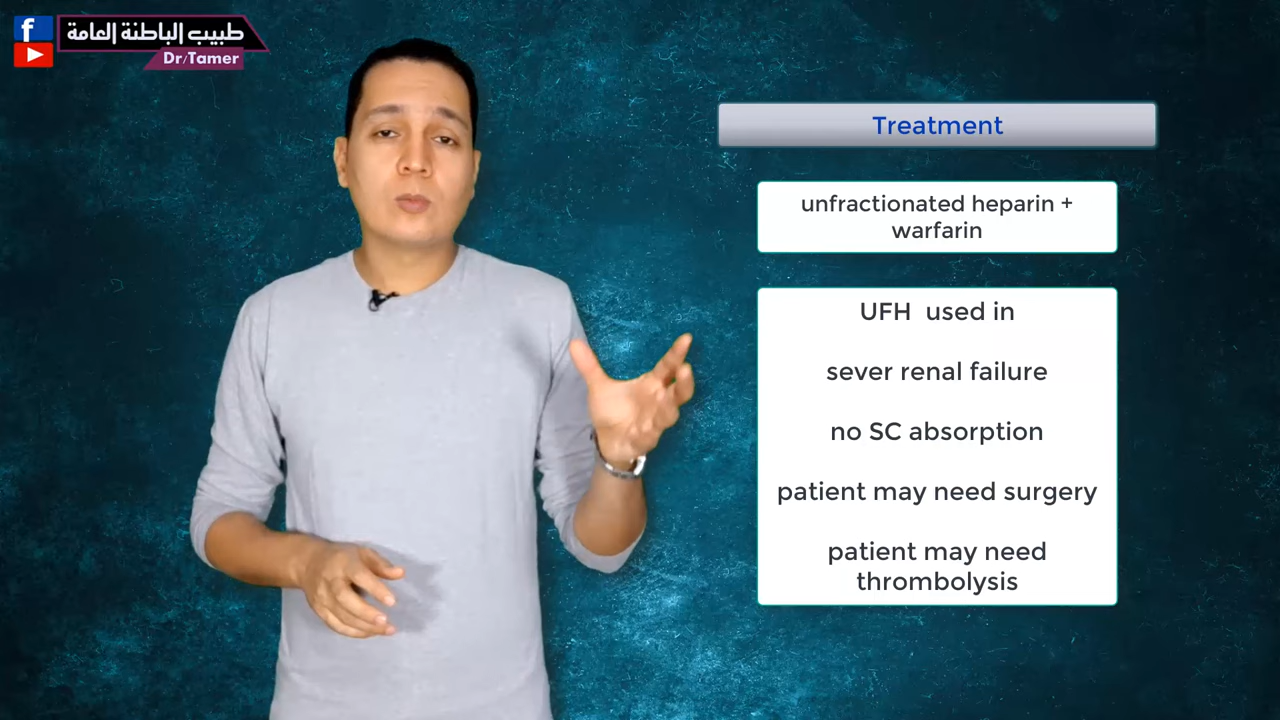 f
طبيب الباطنة العامة
Dr/Tamer
Treatment
unfractionated heparin +
warfarin
UFH used in
sever renal failure
no SC absorption
patient may need surgery
patient may need
thrombolysis